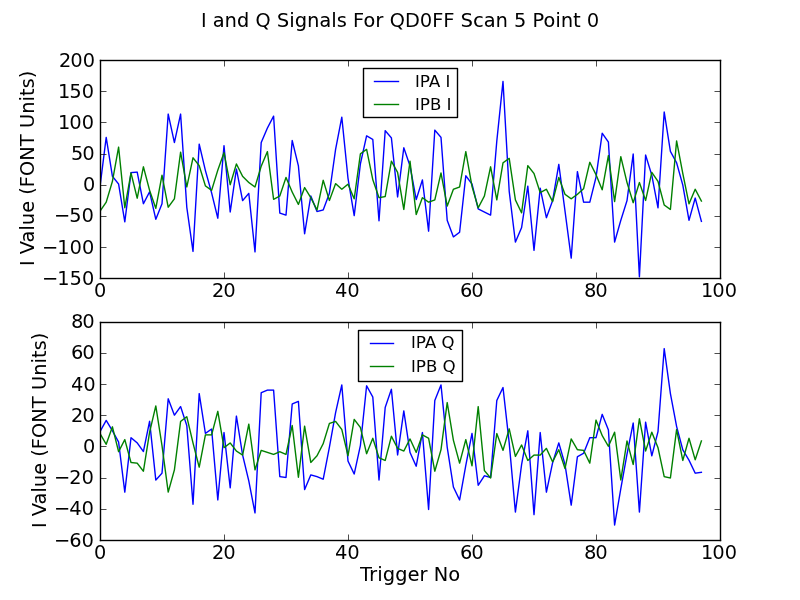 I and Q Signals For QD0FF Scan 5 Point 0
200
150
100
50
0
−50
−100
−150
I Value (FONT Units)
IPA I
IPB I
0 20 40 60 80 100
80
60
40
20
0
−20
−40
−60
I Value (FONT Units)
IPA Q
IPB Q
0 20 40 60 80 100
Trigger No